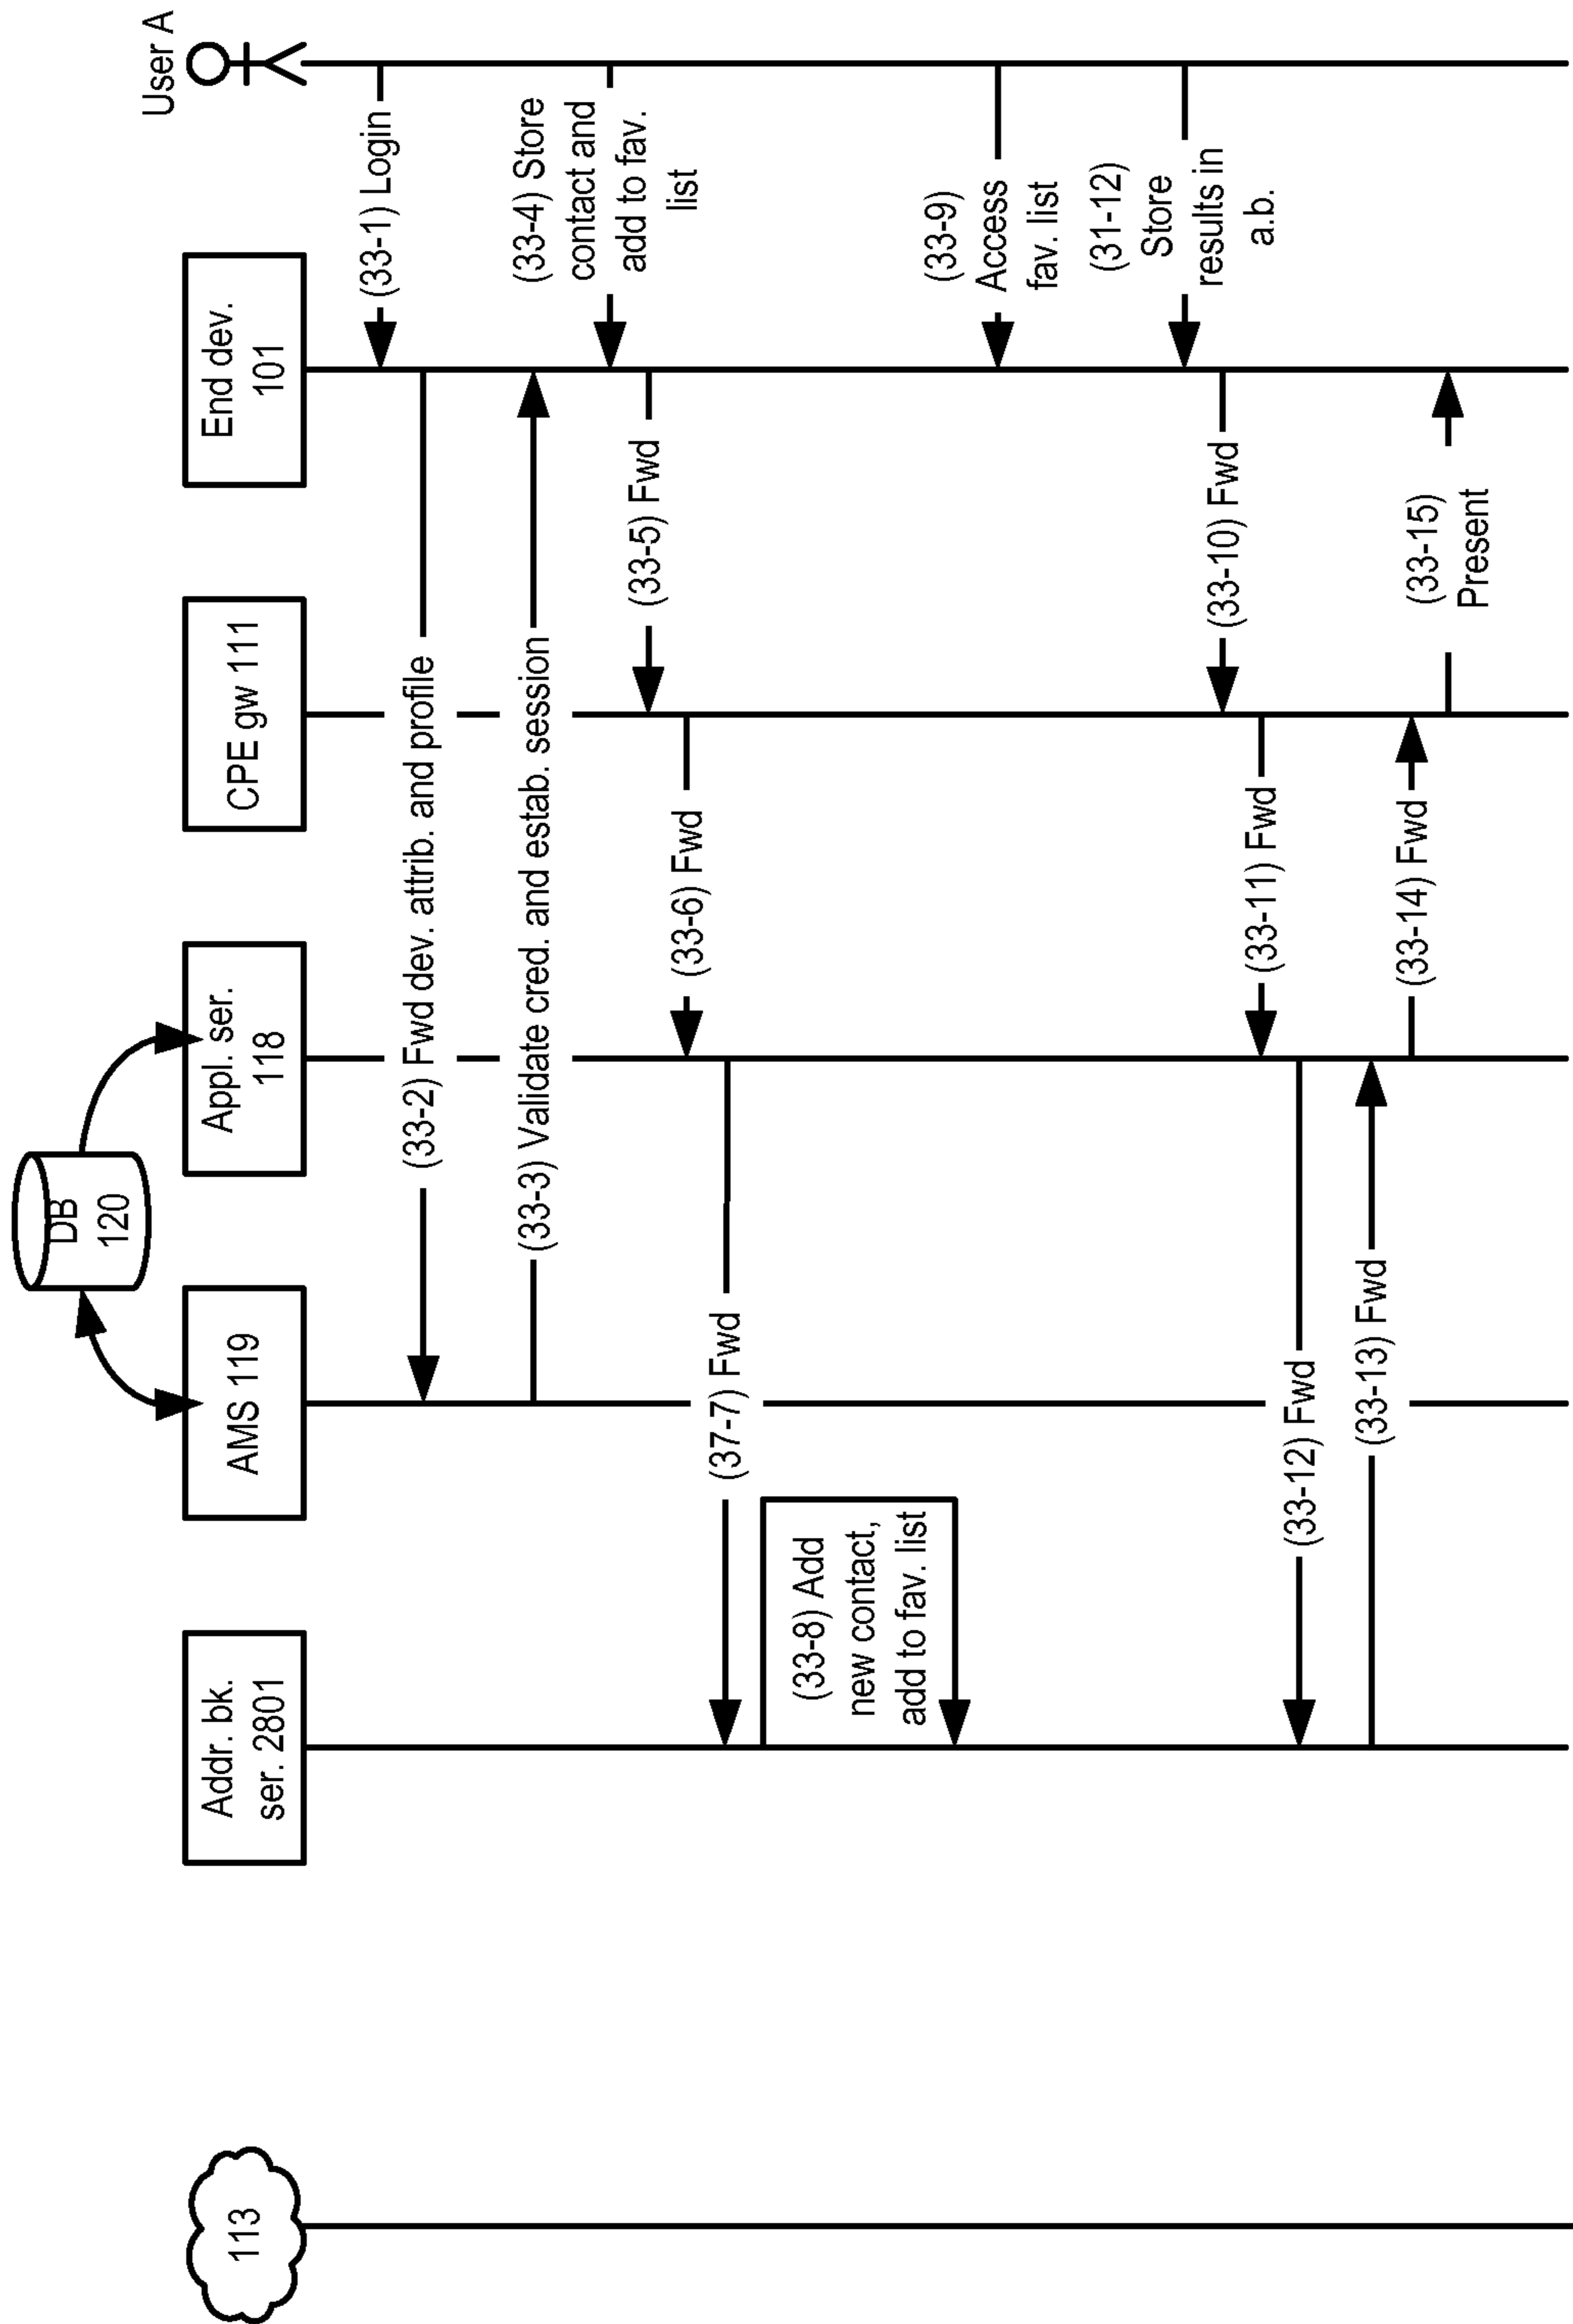 User A
DB
120
113
Addr. bk.
ser. 2801
AMS 119
Appl. ser.
118
CPE gw 111
End dev.
101
(33-1) Login
(33-2) Fwd dev. attrib. and profile
(33-3) Validate cred. and estab. session
(33-4) Store
contact and
add to fav.
list
(33-5) Fwd
(33-6) Fwd
(37-7) Fwd
(33-8) Add
new contact,
add to fav. list
(33-9)
Access
fav. list
(31-12)
Store
results in
a.b.
(33-10) Fwd
(33-11) Fwd
(33-12) Fwd
(33-13) Fwd
(33-14) Fwd
(33-15)
Present